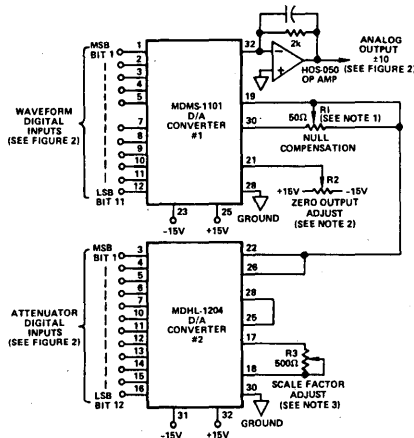 2k
HOS-050
OP AMP
ANALOG
OUTPUT
±10
(SEE FIGURE 2)
MSB
BIT 1
1
2
3
4
5
7
8
9
10
11
12
LSB
BIT 11
WAVEFORM
DIGITAL
INPUTS
(SEE FIGURE 2)
MDMS-1101
D/A
CONVERTER
#1
32
19
30
21
28
R1
(SEE NOTE 1)
50Ω
NULL
COMPENSATION
R2
+15V
-15V
ZERO OUTPUT
ADJUST
(SEE NOTE 2)
GROUND
23
25
-15V
+15V
MSB
BIT 1
3
4
5
6
7
10
11
12
13
14
15
16
LSB
BIT 12
ATTENUATOR
DIGITAL
INPUTS
(SEE FIGURE 2)
MDHL-1204
D/A
CONVERTER
#2
22
26
28
25
17
18
30
R3
500Ω
SCALE FACTOR
ADJUST
(SEE NOTE 3)
GROUND
31
32
-15V
+15V